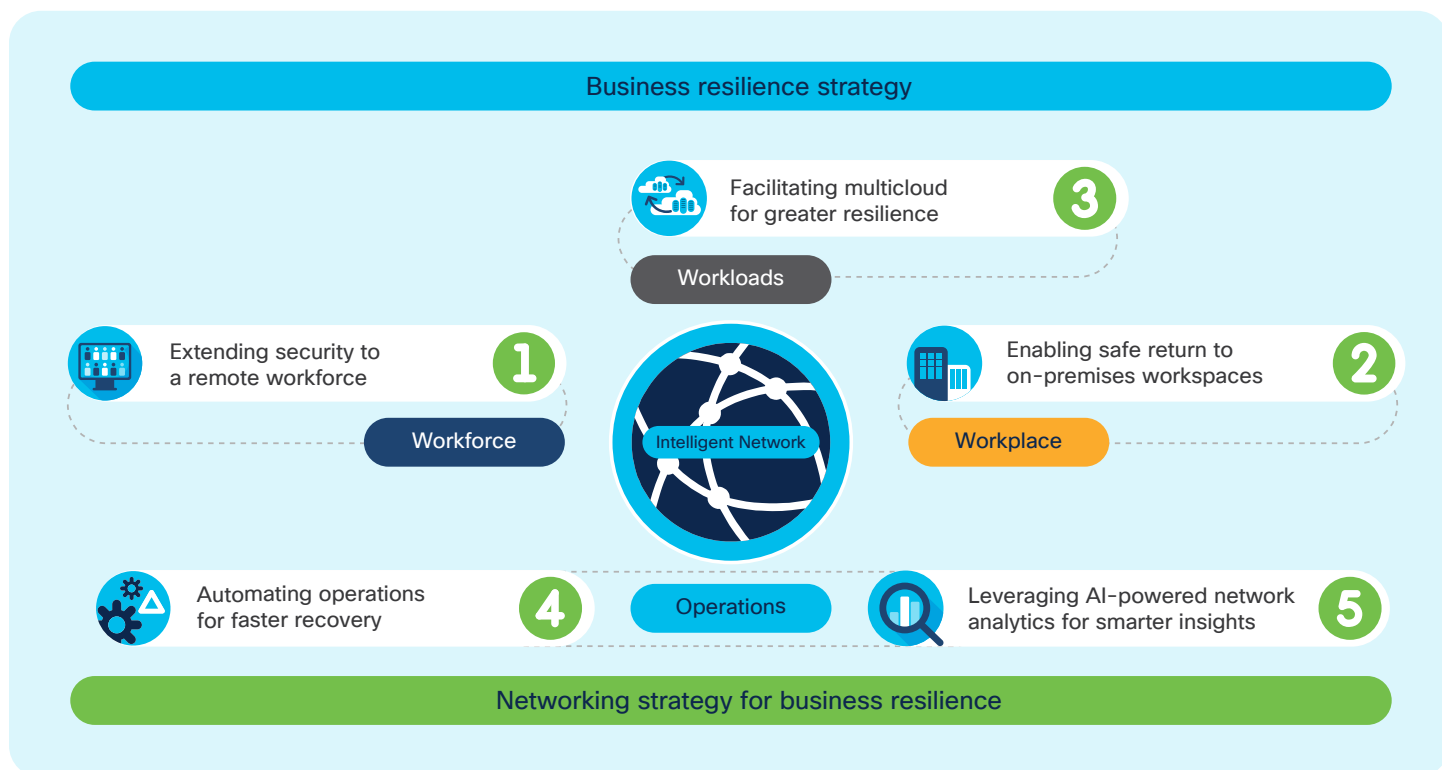 Business resilience strategy
Facilitating multicloud
for greater resilience
3
Workloads
Extending security to
a remote workforce
1
Workforce
Intelligent Network
Enabling safe return to
on-premises workspaces
2
Workplace
Automating operations
for faster recovery
4
Operations
Leveraging AI-powered network
analytics for smarter insights
5
Networking strategy for business resilience